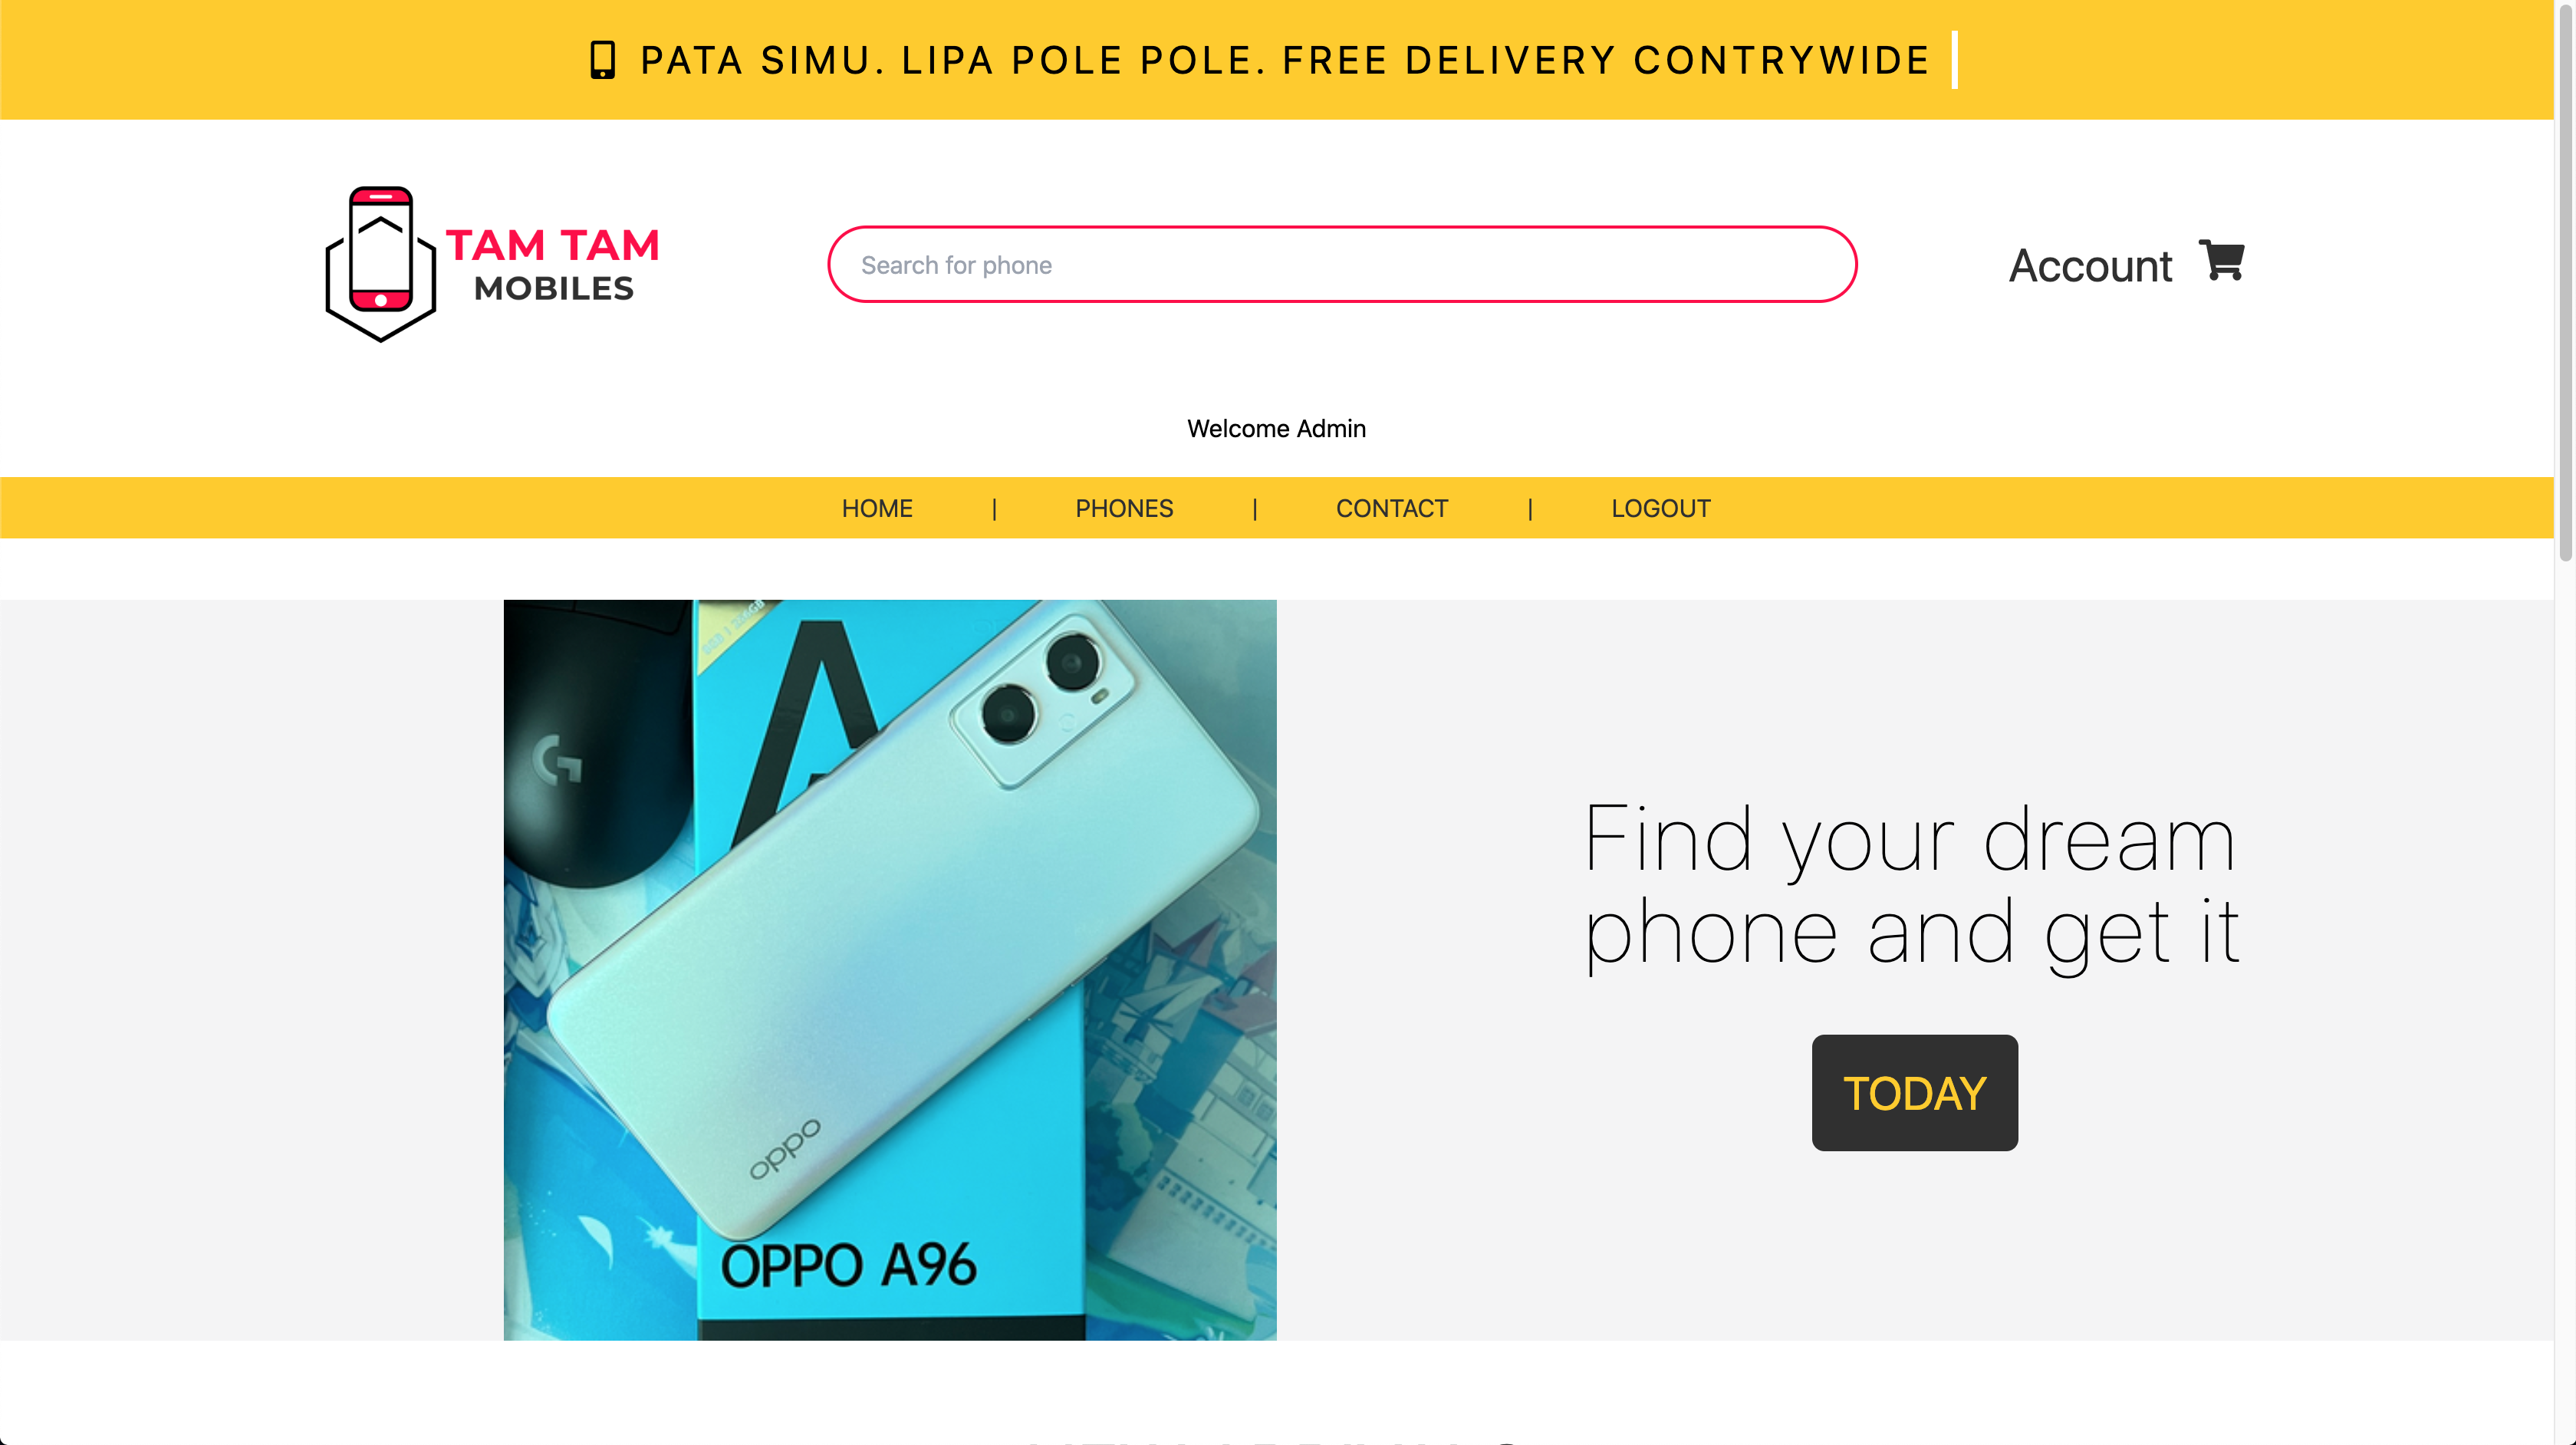 PATA SIMU. LIPA POLE POLE. FREE DELIVERY CONTRYWIDE
TAM TAM
MOBILES
Search for phone
Account
Welcome Admin
HOME | PHONES | CONTACT | LOGOUT
A
oppo
OPPO A96
Find your dream
phone and get it
TODAY